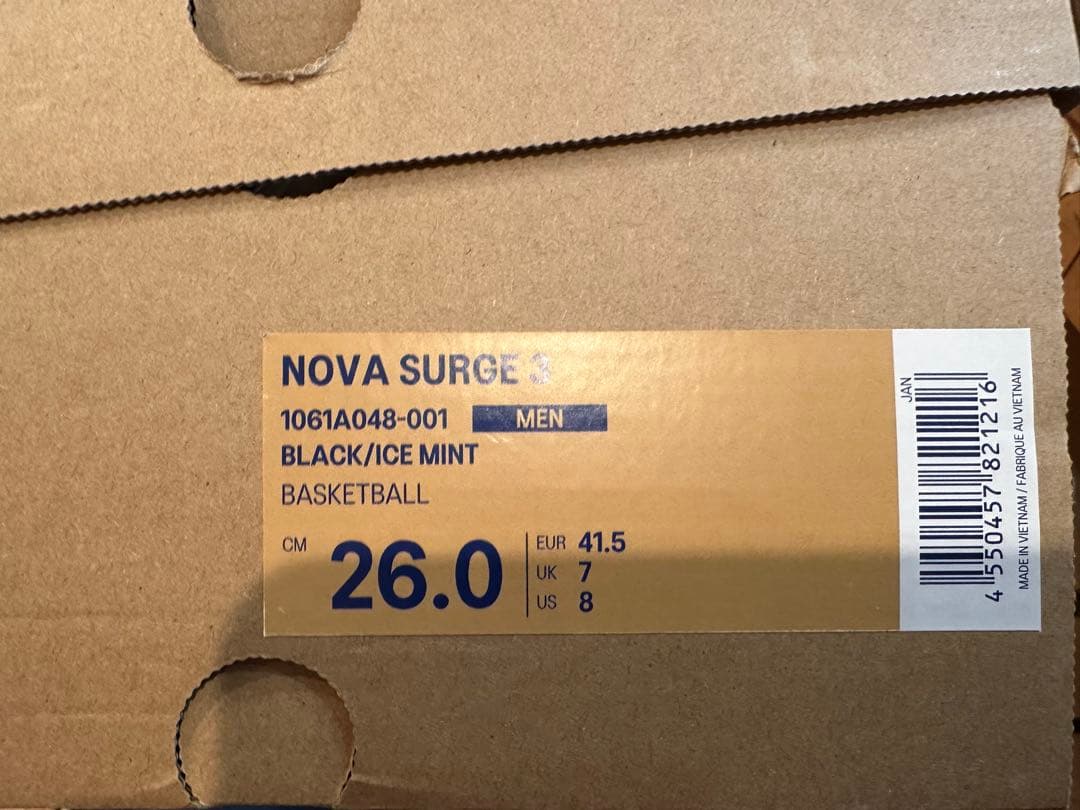 NOVA SURGE 3
1061A048-001 MEN
BLACK/ICE MINT
BASKETBALL
CM 26.0
EUR 41.5
UK 7
US 8
JAN
4 550457 821216
MADE IN VIETNAM / FABRIQUE AU VIETNAM